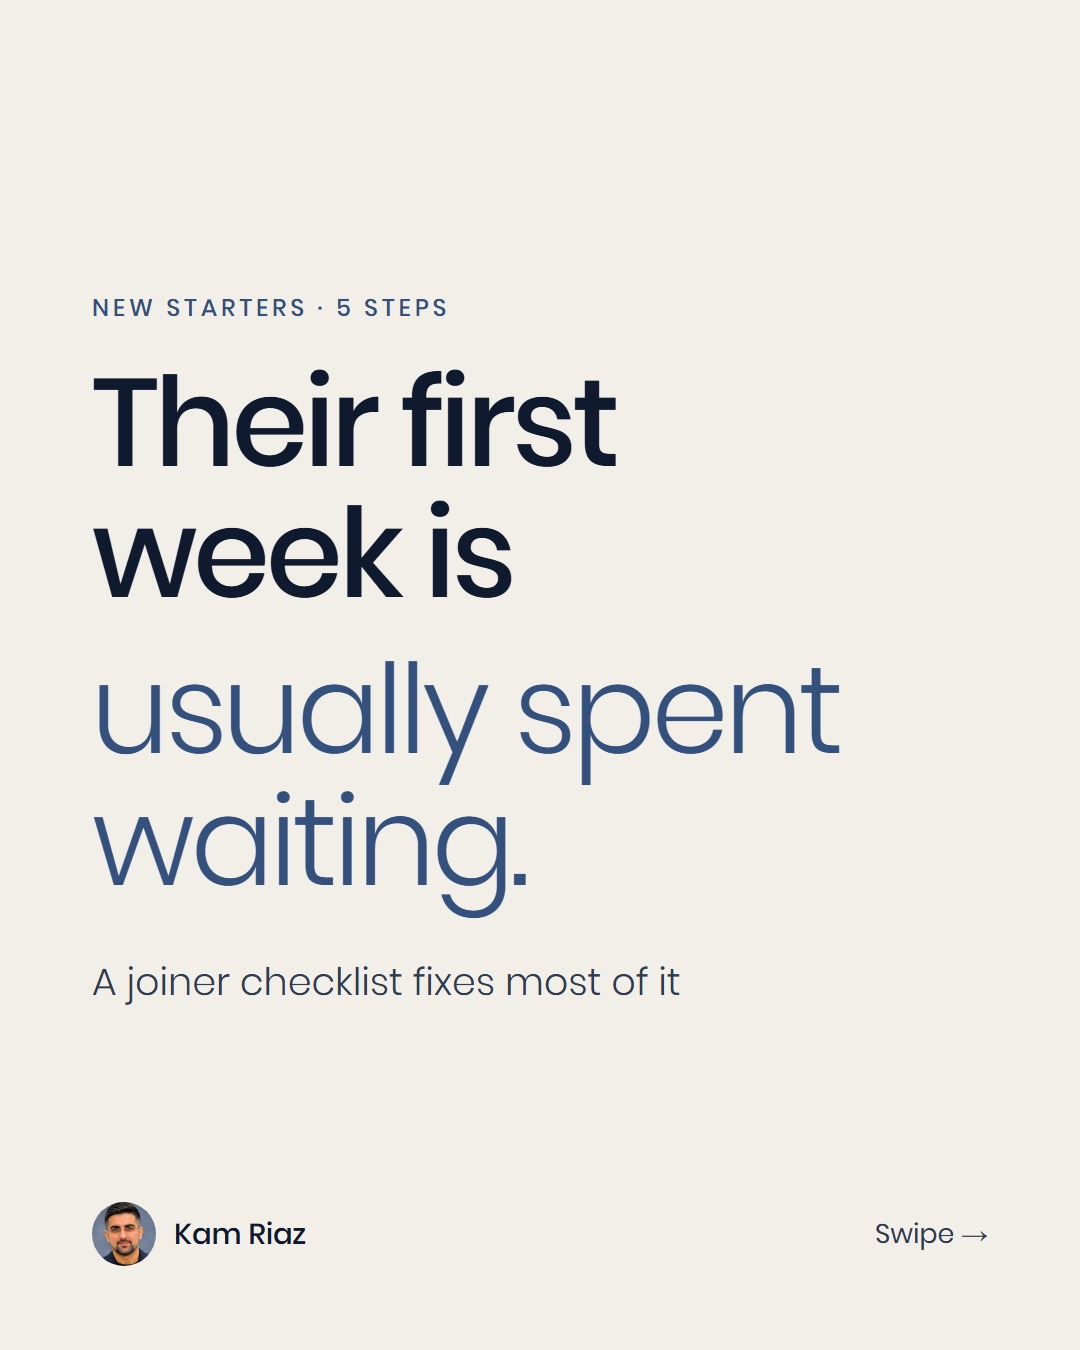 NEW STARTERS · 5 STEPS
Their first
week is
usually spent
waiting.
A joiner checklist fixes most of it
Kam Riaz
Swipe →